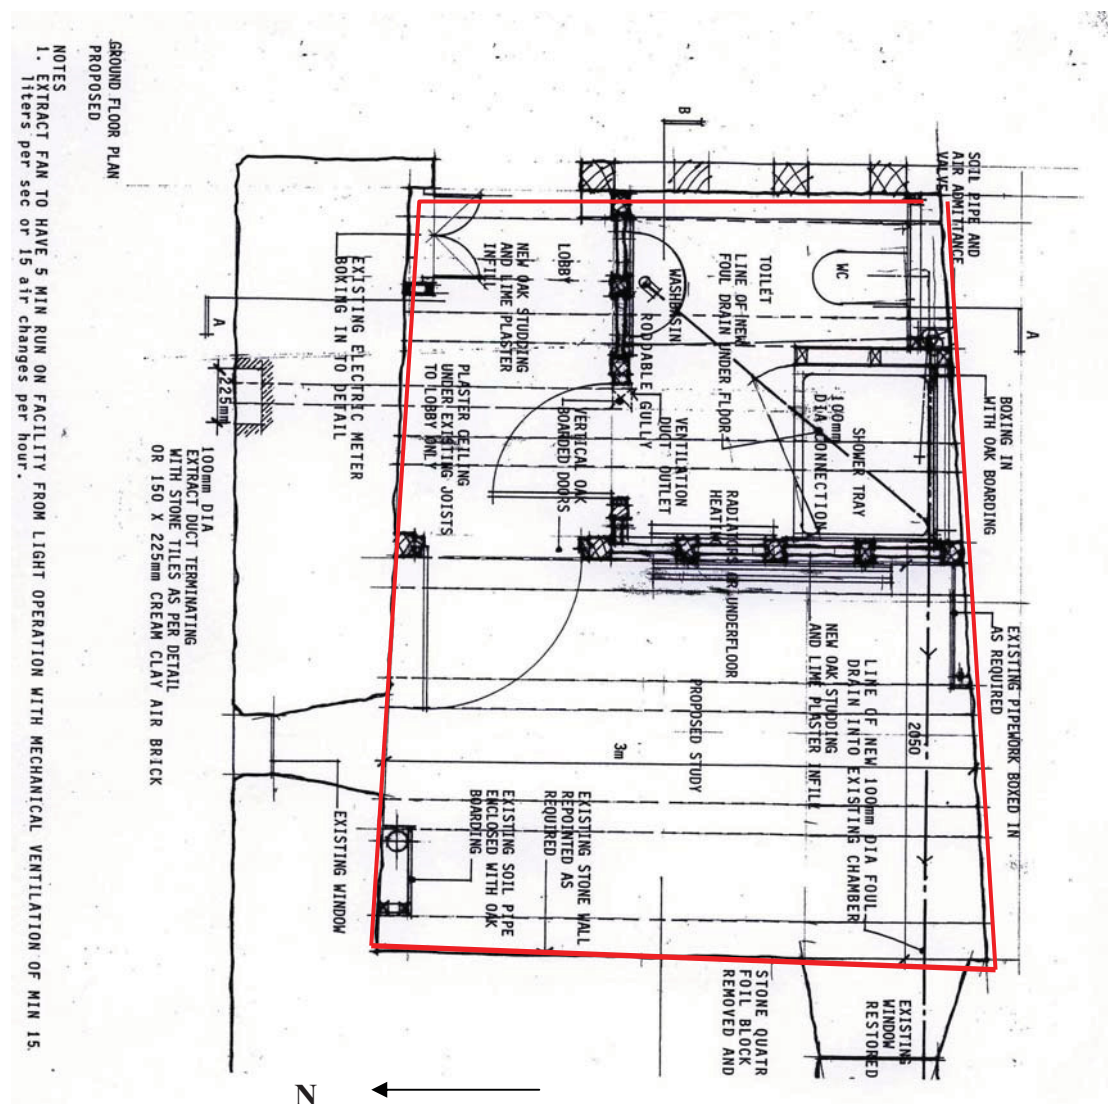 GROUND FLOOR PLAN
PROPOSED
NOTES
1. EXTRACT FAN TO HAVE 5 MIN RUN ON FACILITY FROM LIGHT OPERATION WITH MECHANICAL VENTILATION OF MIN 15.
liters per sec or 15 air changes per hour.
SOIL PIPE AND
AIR ADMITTANCE
VALVE
B
WC
TOILET
LINE OF NEW
FOUL DRAIN UNDER FLOOR
WASHBASIN
RODDABLE GULLY
LOBBY
NEW OAK STUDDING
AND LIME PLASTER
INFILL
EXISTING ELECTRIC METER
BOXING IN TO DETAIL
A
A
225mm
BOXING IN
WITH OAK BOARDING
SHOWER TRAY
100mm
DIA CONNECTION
VENTILATION
DUCT OUTLET
VERTICAL OAK
BOARDED DOORS
PLASTER CEILING
UNDER EXISTING JOISTS
TO LOBBY ONLY
100mm DIA
EXTRACT DUCT TERMINATING
WITH STONE TILES AS PER DETAIL
OR 150 X 225mm CREAM CLAY AIR BRICK
RADIATORS OR UNDERFLOOR
HEATING
EXISTING PIPEWORK BOXED IN
AS REQUIRED
2050
LINE OF NEW 100mm DIA FOUL
DRAIN INTO EXISTING CHAMBER
NEW OAK STUDDING
AND LIME PLASTER INFILL
PROPOSED STUDY
3m
EXISTING STONE WALL
REPOINTED AS
REQUIRED
EXISTING SOIL PIPE
ENCLOSED WITH OAK
BOARDING
EXISTING WINDOW
EXISTING
WINDOW
RESTORED
STONE QUATR
FOIL BLOCK
REMOVED AND
N